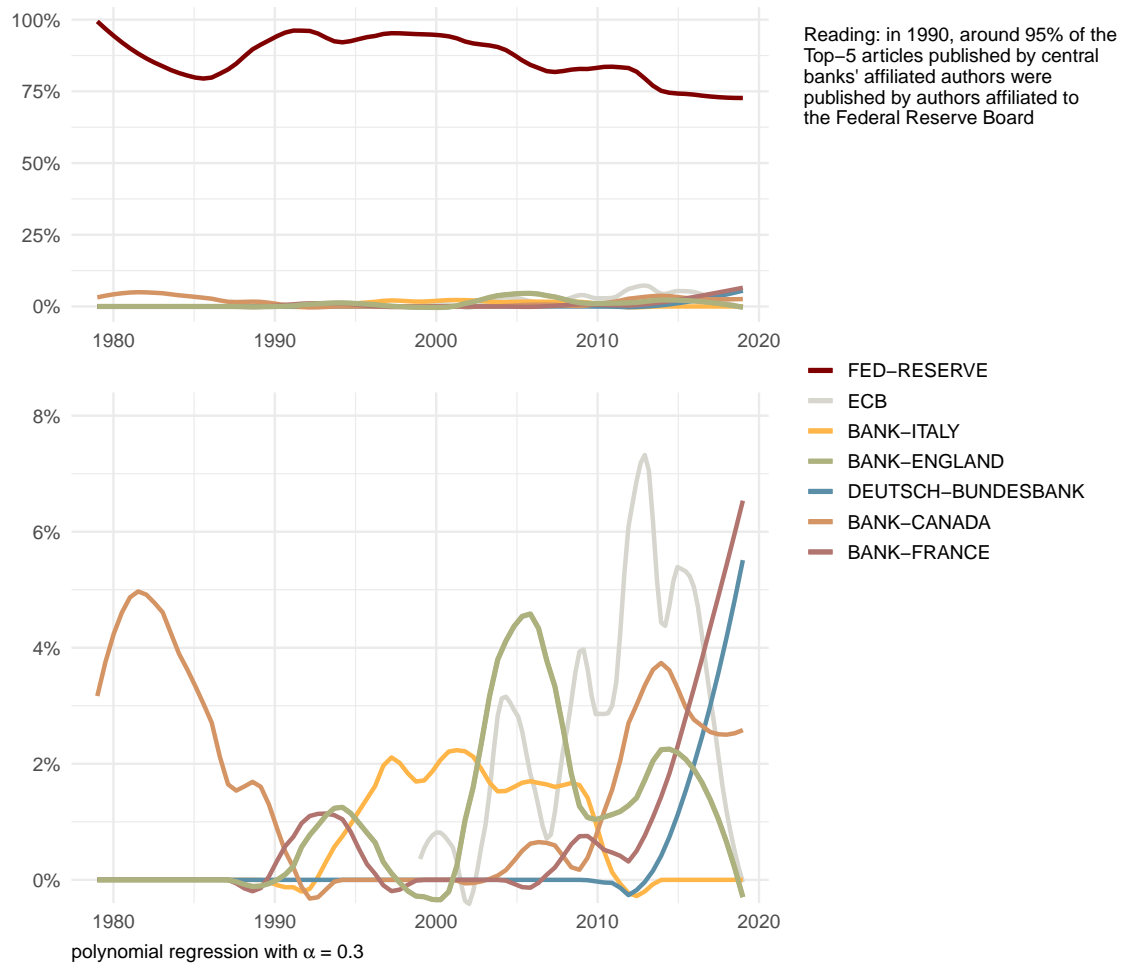 100%
75%
50%
25%
0%
1980
1990
2000
2010
2020
Reading: in 1990, around 95% of the
Top−5 articles published by central
banks' affiliated authors were
published by authors affiliated to
the Federal Reserve Board
FED−RESERVE
ECB
BANK−ITALY
BANK−ENGLAND
DEUTSCH−BUNDESBANK
BANK−CANADA
BANK−FRANCE
8%
6%
4%
2%
0%
1980
1990
2000
2010
2020
polynomial regression with α = 0.3